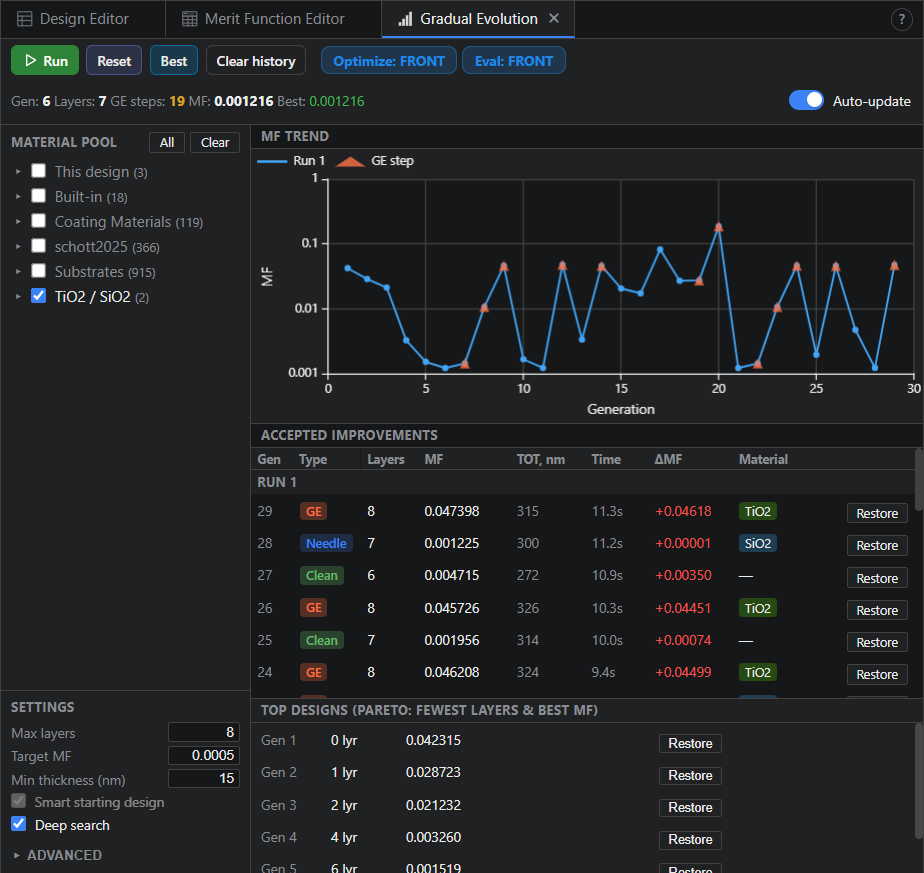 Design Editor Merit Function Editor Gradual Evolution ✕ ?
Run Reset Best Clear history Optimize: FRONT Eval: FRONT
Gen: 6 Layers: 7 GE steps: 19 MF: 0.001216 Best: 0.001216 Auto-update
MATERIAL POOL All Clear
This design (3)
Built-in (18)
Coating Materials (119)
schott2025 (366)
Substrates (915)
TiO2 / SiO2 (2)
MF TREND
Run 1 GE step
1
0.1
0.01
0.001
MF
0 5 10 15 20 25 30
Generation
ACCEPTED IMPROVEMENTS
Gen Type Layers MF TOT, nm Time ΔMF Material
RUN 1
29 GE 8 0.047398 315 11.3s +0.04618 TiO2 Restore
28 Needle 7 0.001225 300 11.2s +0.00001 SiO2 Restore
27 Clean 6 0.004715 272 10.9s +0.00350 — Restore
26 GE 8 0.045726 326 10.3s +0.04451 TiO2 Restore
25 Clean 7 0.001956 314 10.0s +0.00074 — Restore
24 GE 8 0.046208 324 9.4s +0.04499 TiO2 Restore
SETTINGS
Max layers 8
Target MF 0.0005
Min thickness (nm) 15
Smart starting design
Deep search
ADVANCED
TOP DESIGNS (PARETO: FEWEST LAYERS & BEST MF)
Gen 1 0 lyr 0.042315 Restore
Gen 2 1 lyr 0.028723 Restore
Gen 3 2 lyr 0.021232 Restore
Gen 4 4 lyr 0.003260 Restore
Gen 5 6 lyr 0.001519 Restore